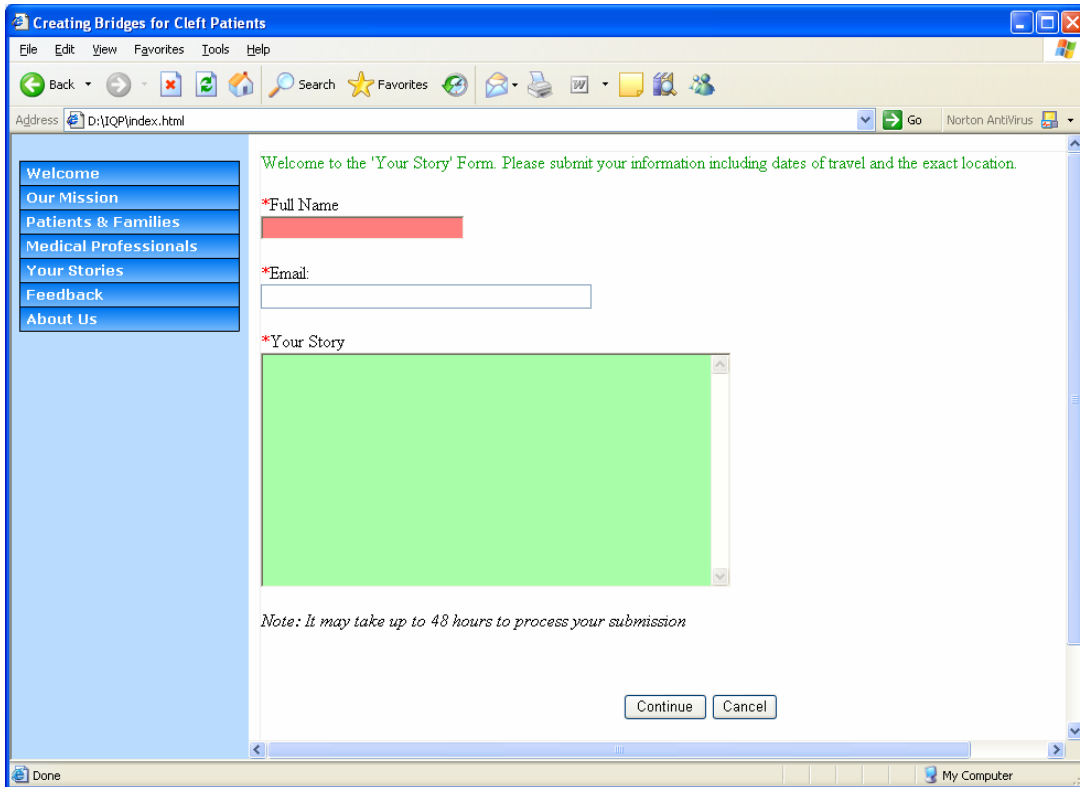 Creating Bridges for Cleft Patients
File Edit View Favorites Tools Help
Back Search Favorites W
Address D:\IQP\index.html Go Norton AntiVirus
Welcome
Our Mission
Patients & Families
Medical Professionals
Your Stories
Feedback
About Us
Welcome to the 'Your Story' Form. Please submit your information including dates of travel and the exact location.
*Full Name
*Email:
*Your Story
Note: It may take up to 48 hours to process your submission
Continue Cancel
Done My Computer